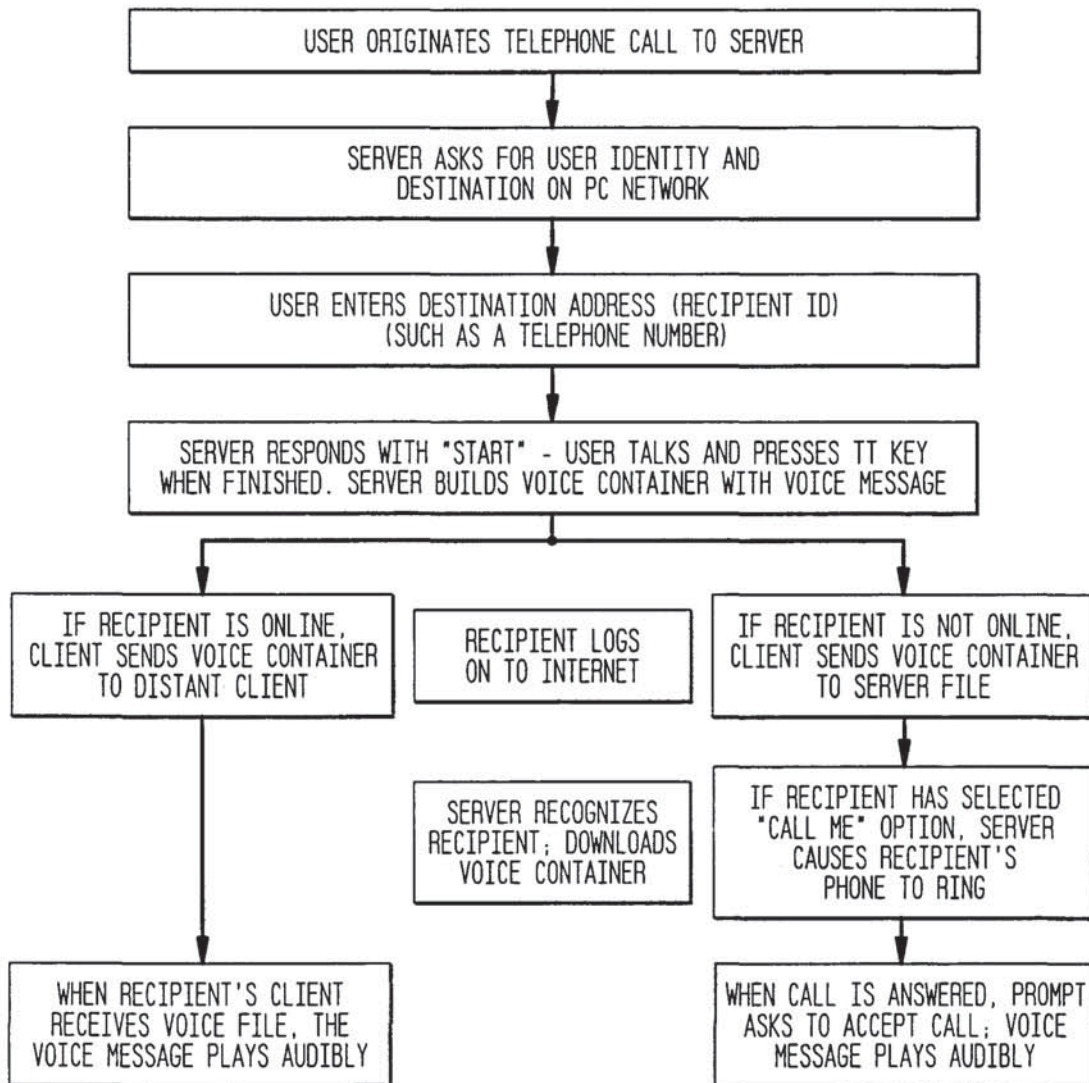 USER ORIGINATES TELEPHONE CALL TO SERVER
SERVER ASKS FOR USER IDENTITY AND
DESTINATION ON PC NETWORK
USER ENTERS DESTINATION ADDRESS (RECIPIENT ID)
(SUCH AS A TELEPHONE NUMBER)
SERVER RESPONDS WITH "START" - USER TALKS AND PRESSES TT KEY
WHEN FINISHED. SERVER BUILDS VOICE CONTAINER WITH VOICE MESSAGE
IF RECIPIENT IS ONLINE,
CLIENT SENDS VOICE CONTAINER
TO DISTANT CLIENT
RECIPIENT LOGS
ON TO INTERNET
IF RECIPIENT IS NOT ONLINE,
CLIENT SENDS VOICE CONTAINER
TO SERVER FILE
SERVER RECOGNIZES
RECIPIENT; DOWNLOADS
VOICE CONTAINER
IF RECIPIENT HAS SELECTED
"CALL ME" OPTION, SERVER
CAUSES RECIPIENT'S
PHONE TO RING
WHEN RECIPIENT'S CLIENT
RECEIVES VOICE FILE, THE
VOICE MESSAGE PLAYS AUDIBLY
WHEN CALL IS ANSWERED, PROMPT
ASKS TO ACCEPT CALL; VOICE
MESSAGE PLAYS AUDIBLY